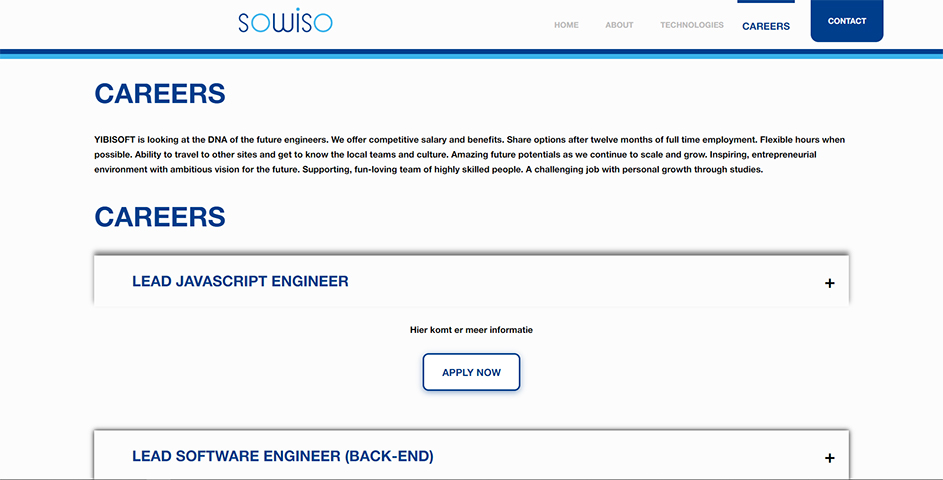 sowiso
HOME ABOUT TECHNOLOGIES CAREERS CONTACT
CAREERS
YIBISOFT is looking at the DNA of the future engineers. We offer competitive salary and benefits. Share options after twelve months of full time employment. Flexible hours when
possible. Ability to travel to other sites and get to know the local teams and culture. Amazing future potentials as we continue to scale and grow. Inspiring, entrepreneurial
environment with ambitious vision for the future. Supporting, fun-loving team of highly skilled people. A challenging job with personal growth through studies.
CAREERS
LEAD JAVASCRIPT ENGINEER +
Hier komt er meer informatie
APPLY NOW
LEAD SOFTWARE ENGINEER (BACK-END) +